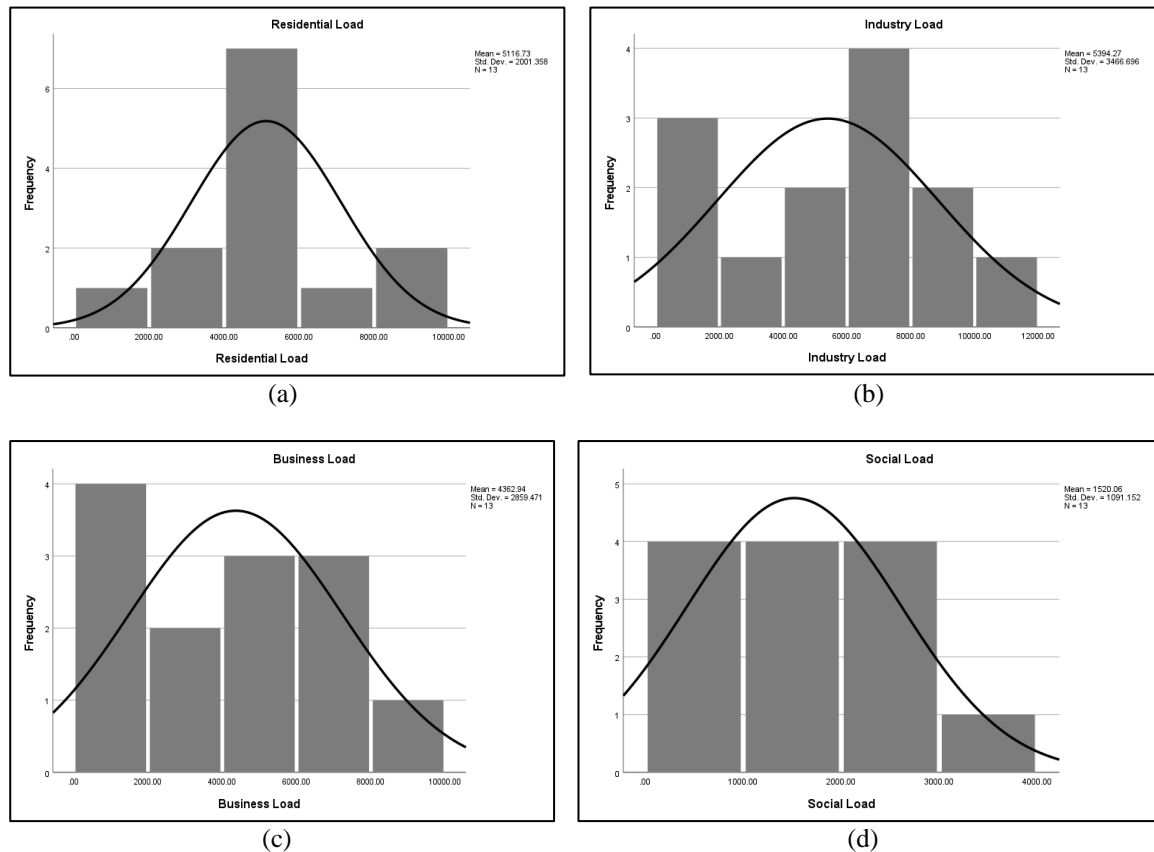 Residential Load
Mean = 5116.73
Std. Dev. = 2001.358
N = 13
Frequency
6
4
2
0
.00 2000.00 4000.00 6000.00 8000.00 10000.00
Residential Load
(a)
Industry Load
Mean = 5394.27
Std. Dev. = 3466.696
N = 13
Frequency
4
3
2
1
0
.00 2000.00 4000.00 6000.00 8000.00 10000.00 12000.00
Industry Load
(b)
Business Load
Mean = 4362.94
Std. Dev. = 2859.471
N = 13
Frequency
4
3
2
1
0
.00 2000.00 4000.00 6000.00 8000.00 10000.00
Business Load
(c)
Social Load
Mean = 1520.06
Std. Dev. = 1091.152
N = 13
Frequency
5
4
3
2
1
0
.00 1000.00 2000.00 3000.00 4000.00
Social Load
(d)